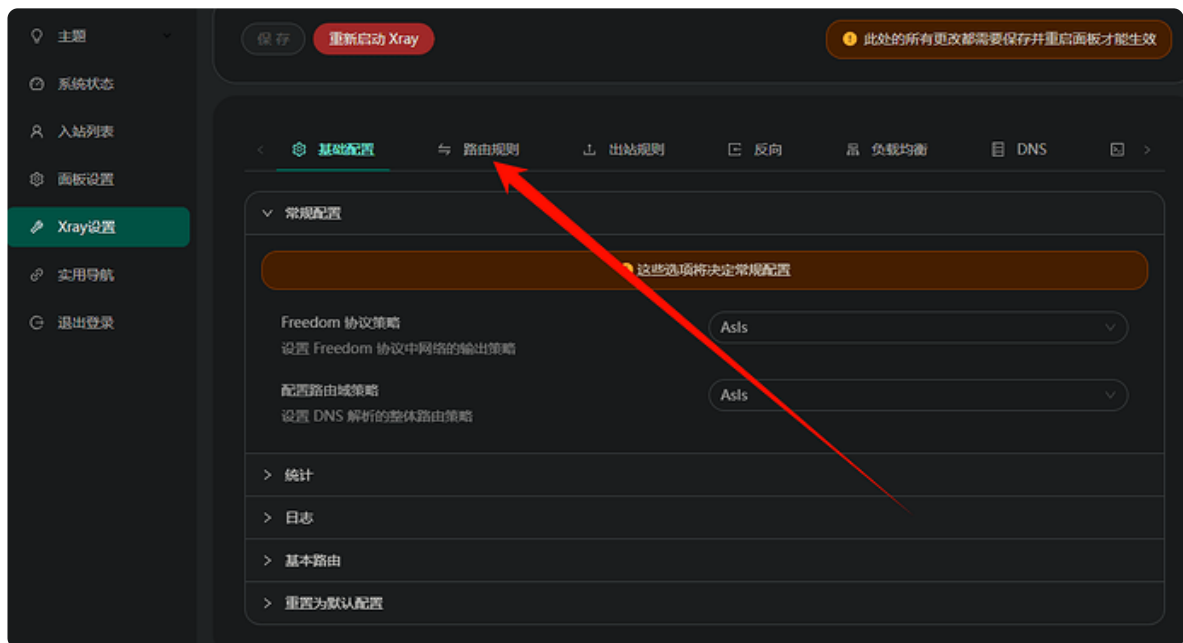 主题
系统状态
入站列表
面板设置
Xray设置
实用导航
退出登录
保存
重新启动 Xray
此处的所有更改都需要保存并重启面板才能生效
基础配置
路由规则
出站规则
反向
负载均衡
DNS
常规配置
这些选项将决定常规配置
Freedom 协议策略
AsIs
设置 Freedom 协议中网络的输出策略
配置路由域策略
AsIs
设置 DNS 解析的整体路由策略
统计
日志
基本路由
重置为默认配置